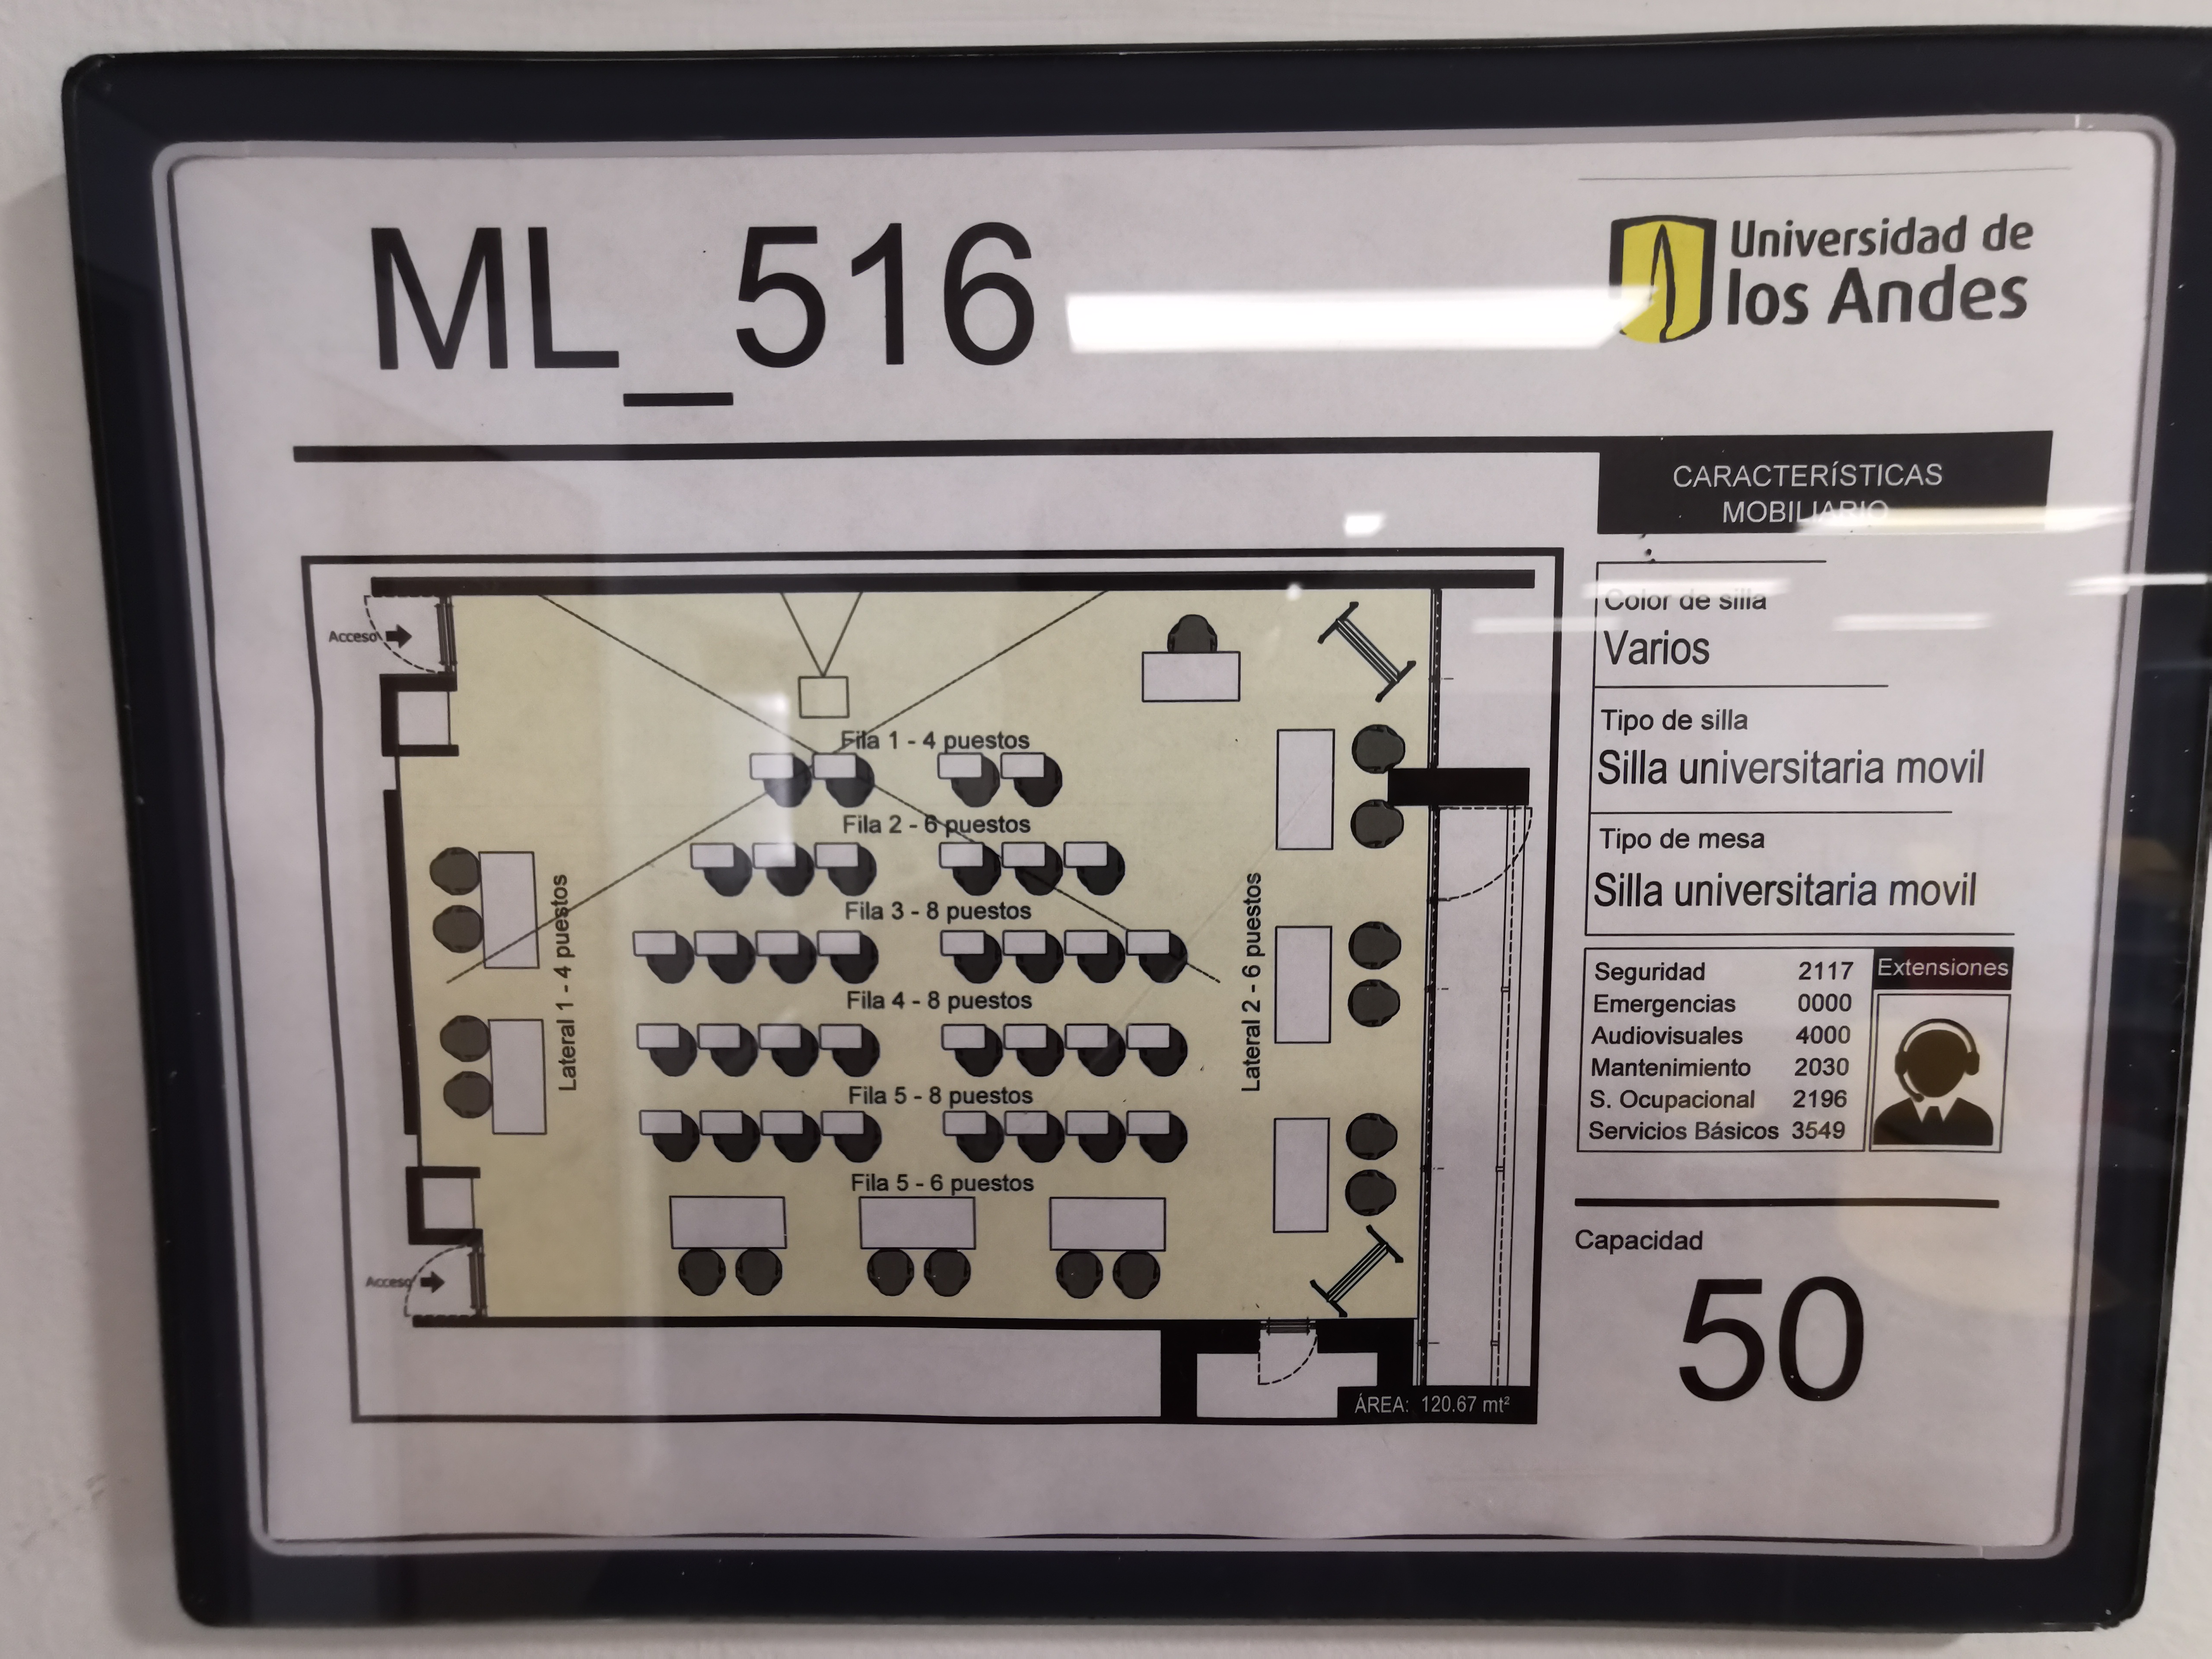 ML_516
Universidad de
los Andes
CARACTERíSTICAS
MOBILIARIO
Acceso
Fila 1 - 4 puestos
Fila 2 - 6 puestos
Fila 3 - 8 puestos
Fila 4 - 8 puestos
Fila 5 - 8 puestos
Fila 5 - 6 puestos
Lateral 1 - 4 puestos
Lateral 2 - 6 puestos
Acceso
ÁREA: 120.67 mt²
Color de silla
Varios
Tipo de silla
Silla universitaria movil
Tipo de mesa
Silla universitaria movil
Seguridad 2117
Emergencias 0000
Audiovisuales 4000
Mantenimiento 2030
S. Ocupacional 2196
Servicios Básicos 3549
Extensiones
Capacidad
50